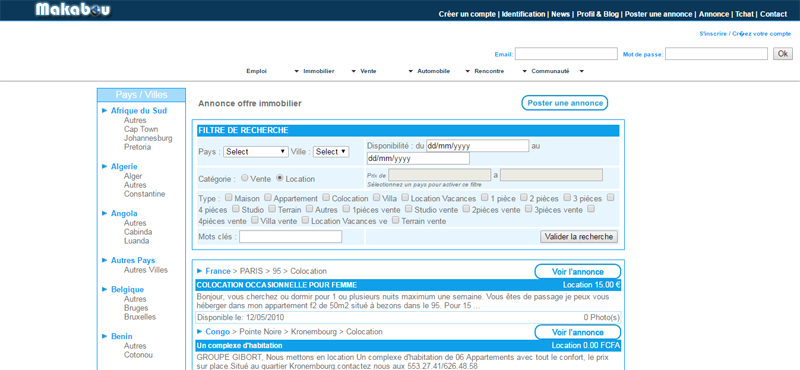 Makabou
Créer un compte | Identification | News | Profil & Blog | Poster une annonce | Annonce | Tchat | Contact
S'inscrire / Cr�ez votre compte
Email: Mot de passe: Ok
Emploi Immobilier Vente Automobile Rencontre Communauté
Pays / Villes
Afrique du Sud
Autres
Cap Town
Johannesburg
Pretoria
Algerie
Alger
Autres
Constantine
Angola
Autres
Cabinda
Luanda
Autres Pays
Autres Villes
Belgique
Autres
Bruges
Bruxelles
Benin
Autres
Cotonou
Annonce offre immobilier Poster une annonce
FILTRE DE RECHERCHE
Pays : Select Ville : Select Disponibilité : du dd/mm/yyyy au
dd/mm/yyyy
Catégorie : Vente Location Prix de a
Sélectionnez un pays pour activer ce filtre
Type : Maison Appartement Colocation Villa Location Vacances 1 pièce 2 pièces 3 pièces
4 pièces Studio Terrain Autres 1pièces vente Studio vente 2pièces vente 3pièces vente
4pièces vente Villa vente Location Vacances ve Terrain vente
Mots clés : Valider la recherche
France > PARIS > 95 > Colocation Voir l'annonce
COLOCATION OCCASIONELLE POUR FEMME Location 15.00 €
Bonjour, vous cherchez ou dormir pour 1 ou plusieurs nuits maximum une semaine. Vous êtes de passage je peux vous
héberger dans mon appartement f2 de 50m2 situé à bezons dans le 95. Pour 15 ...
Disponible le: 12/05/2010 0 Photo(s)
Congo > Pointe Noire > Kronembourg > Colocation Voir l'annonce
Un complexe d'habitation Location 0.00 FCFA
GROUPE GIBORT, Nous mettons en location Un complexe d'habitation de 06 Appartements avec tout le confort, le prix
sur place.Situé au quartier Kronembourg.contactez nous aux 553.27.41/626.48.58